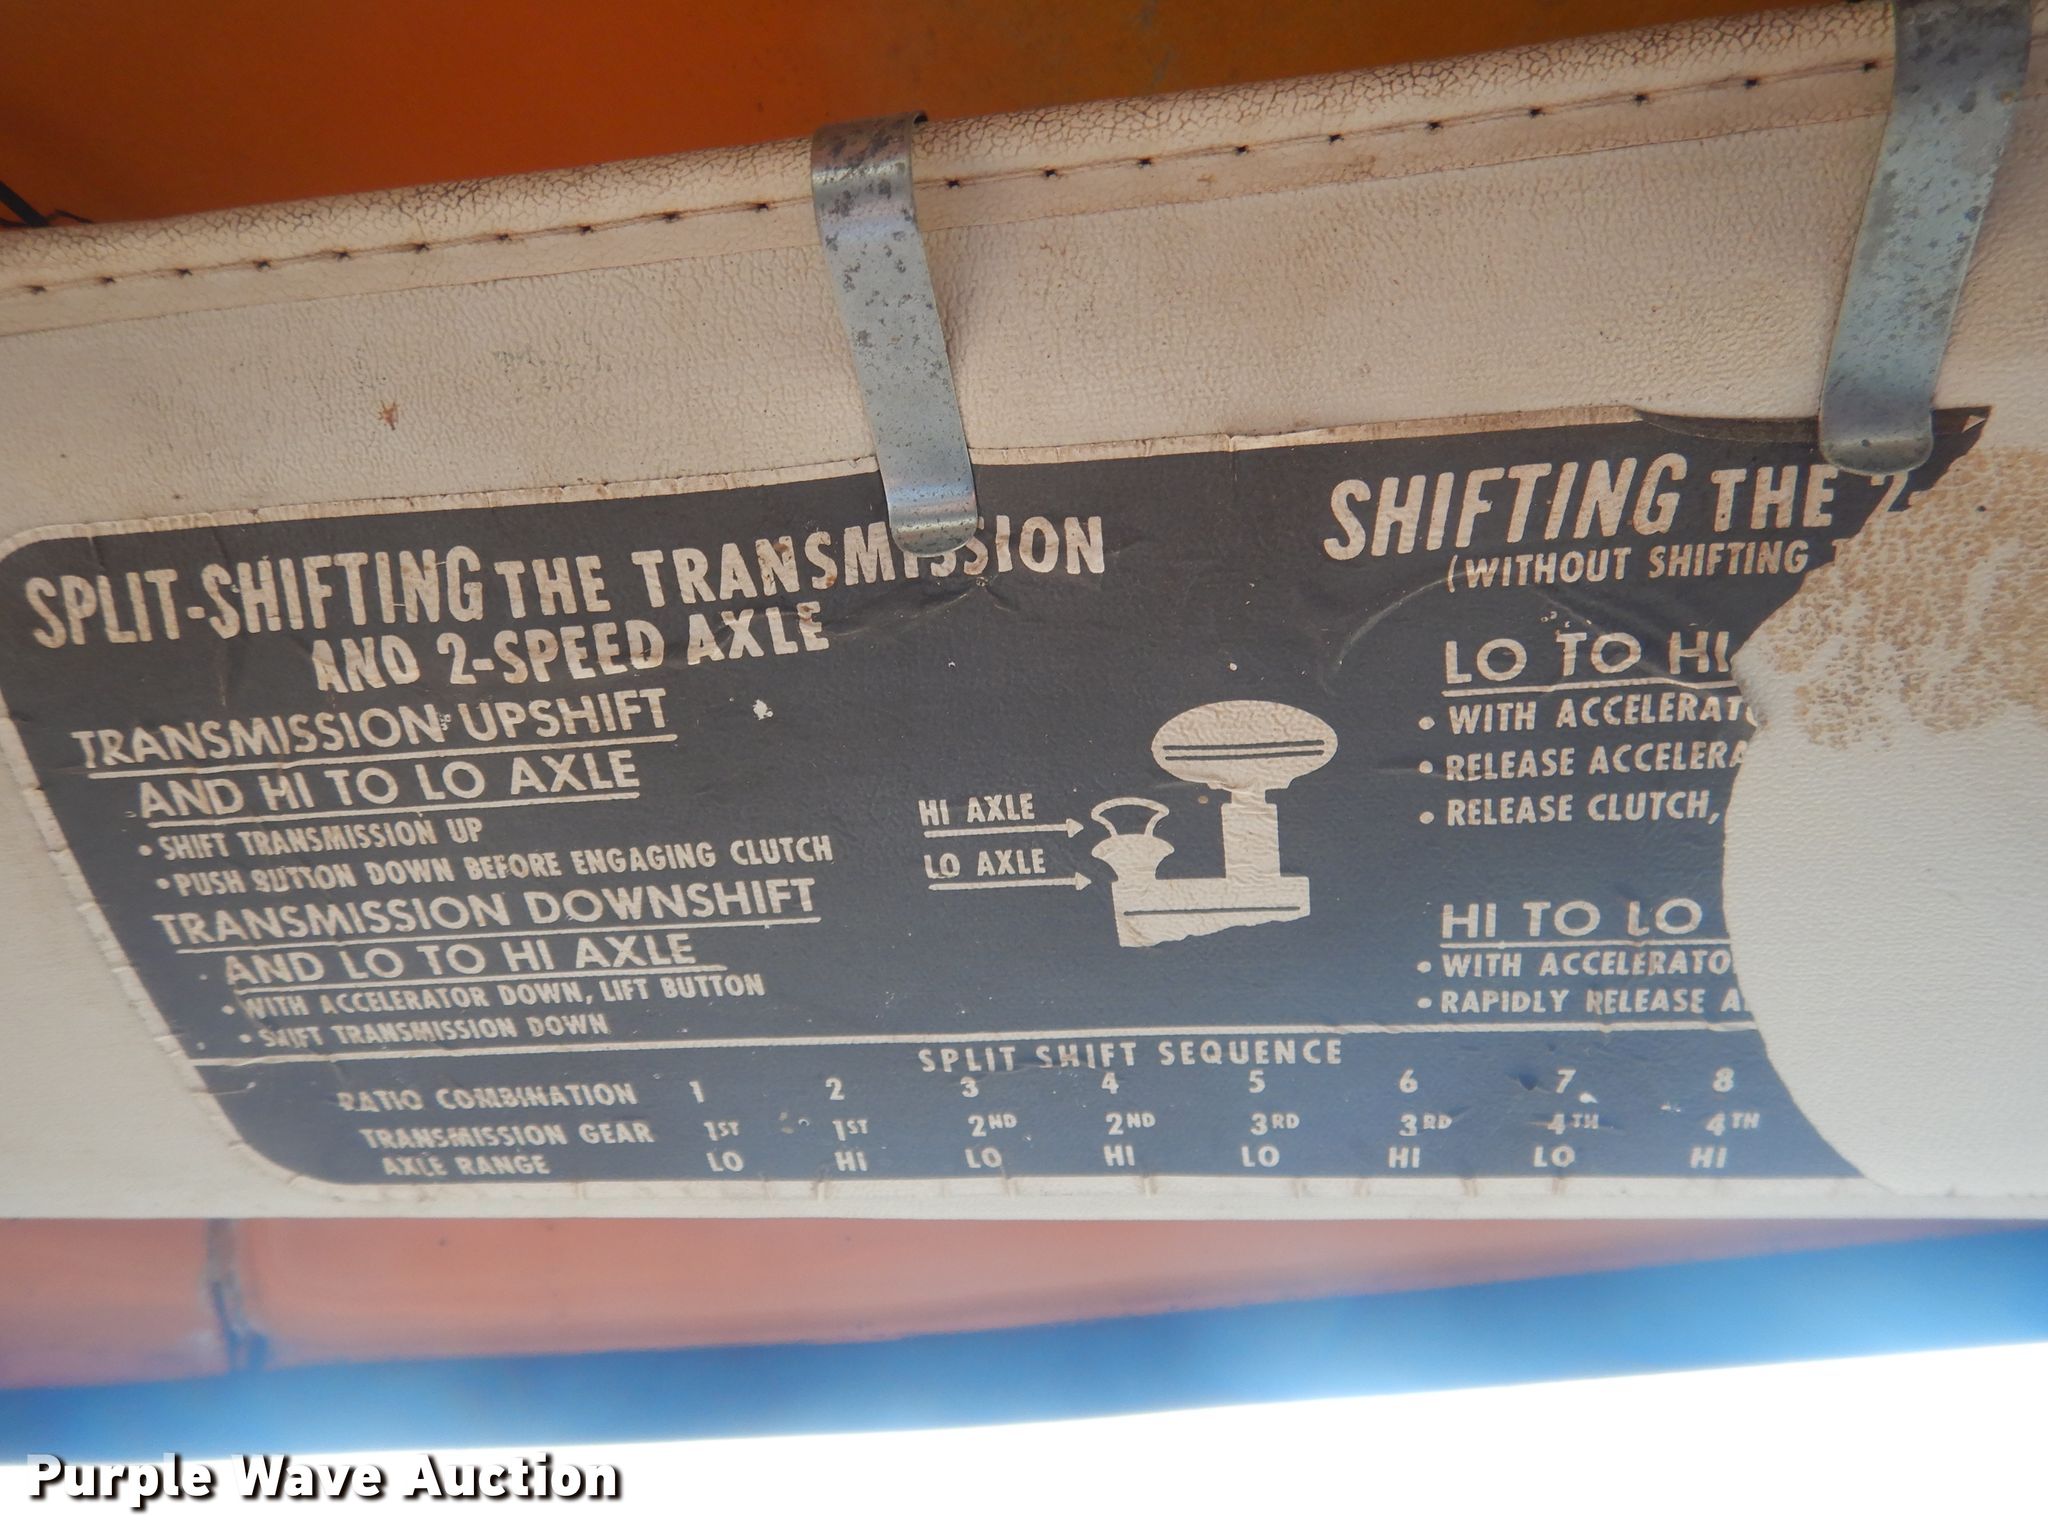 SPLIT-SHIFTING THE TRANSMISSION
AND 2-SPEED AXLE
TRANSMISSION UPSHIFT
AND HI TO LO AXLE
• SHIFT TRANSMISSION UP
• PUSH BUTTON DOWN BEFORE ENGAGING CLUTCH
TRANSMISSION DOWNSHIFT
AND LO TO HI AXLE
• WITH ACCELERATOR DOWN, LIFT BUTTON
• SHIFT TRANSMISSION DOWN
HI AXLE
LO AXLE
SHIFTING THE 2-
(WITHOUT SHIFTING
LO TO HI
• WITH ACCELERATO
• RELEASE ACCELERA
• RELEASE CLUTCH,
HI TO LO
• WITH ACCELERATO
• RAPIDLY RELEASE A
SPLIT SHIFT SEQUENCE
RATIO COMBINATION 1 2 3 4 5 6 7 8
TRANSMISSION GEAR 1ST 1ST 2ND 2ND 3RD 3RD 4TH 4TH
AXLE RANGE LO HI LO HI LO HI LO HI
Purple Wave Auction